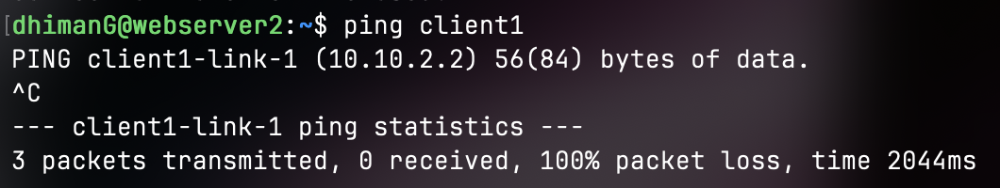 [dhimanG@webserver2:~$ ping client1
PING client1-link-1 (10.10.2.2) 56(84) bytes of data.
^C
--- client1-link-1 ping statistics ---
3 packets transmitted, 0 received, 100% packet loss, time 2044ms